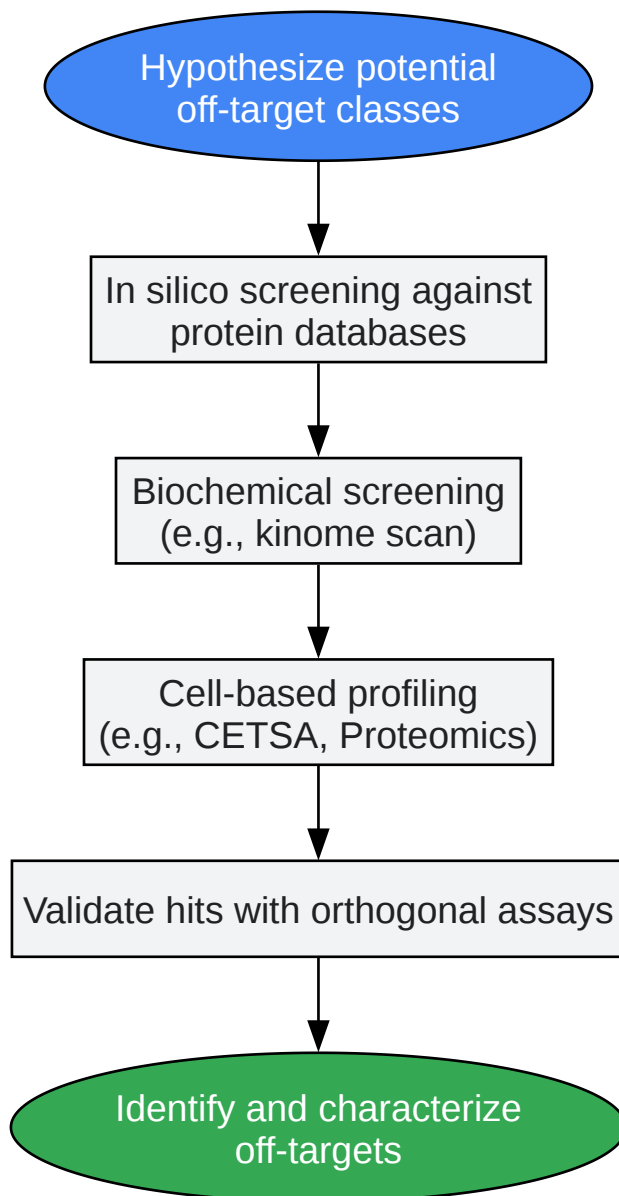 Hypothesize potential
off-target classes
In silico screening against
protein databases
Biochemical screening
(e.g., kinome scan)
Cell-based profiling
(e.g., CETSA, Proteomics)
Validate hits with orthogonal assays
Identify and characterize
off-targets